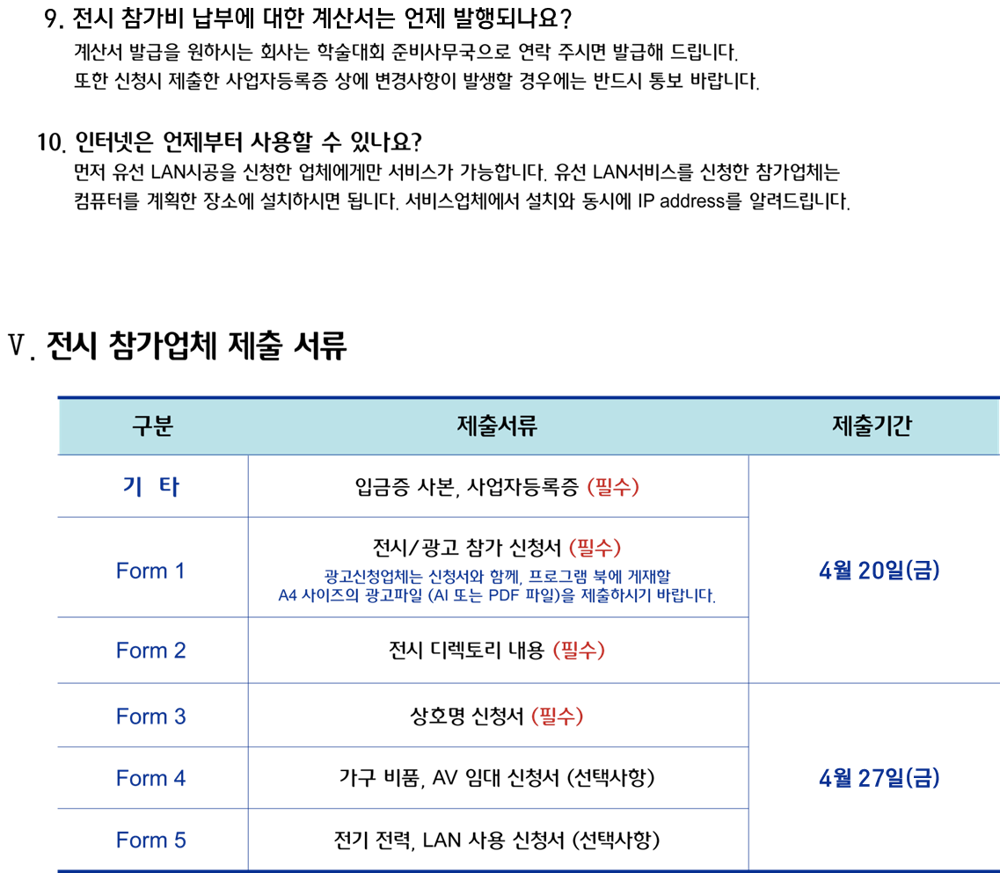 9. 전시 참가비 납부에 대한 계산서는 언제 발행되나요?
계산서 발급을 원하시는 회사는 학술대회 준비사무국으로 연락 주시면 발급해 드립니다.
또한 신청시 제출한 사업자등록증 상에 변경사항이 발생할 경우에는 반드시 통보 바랍니다.
10. 인터넷은 언제부터 사용할 수 있나요?
먼저 유선 LAN시공을 신청한 업체에게만 서비스가 가능합니다. 유선 LAN서비스를 신청한 참가업체는
컴퓨터를 계획한 장소에 설치하시면 됩니다. 서비스업체에서 설치와 동시에 IP address를 알려드립니다.
Ⅴ. 전시 참가업체 제출 서류
구분 제출서류 제출기간
기 타 입금증 사본, 사업자등록증 (필수)
Form 1 전시/광고 참가 신청서 (필수)
광고신청업체는 신청서와 함께, 프로그램 북에 게재할
A4 사이즈의 광고파일 (AI 또는 PDF 파일)을 제출하시기 바랍니다.
4월 20일(금)
Form 2 전시 디렉토리 내용 (필수)
Form 3 상호명 신청서 (필수)
Form 4 가구 비품, AV 임대 신청서 (선택사항) 4월 27일(금)
Form 5 전기 전력, LAN 사용 신청서 (선택사항)